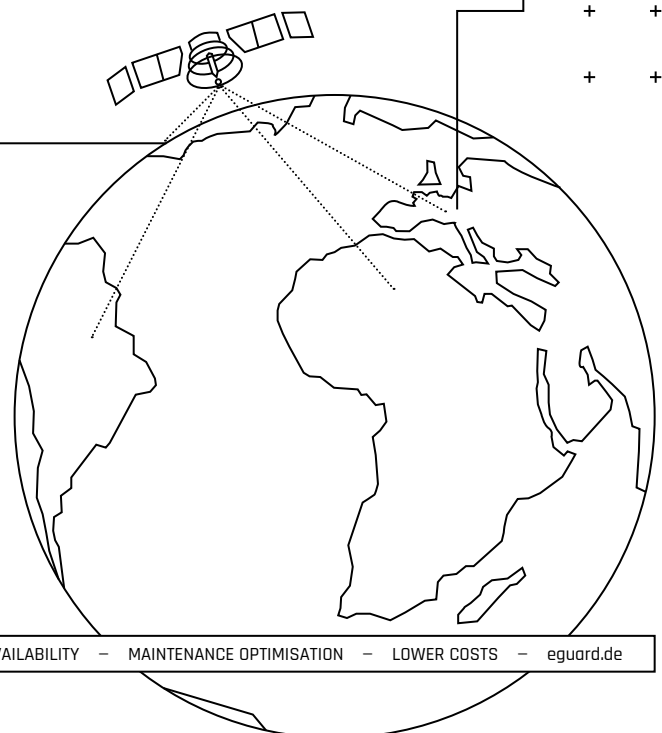 MAINTENANCE OPTIMISATION – LOWER COSTS – eguard.de